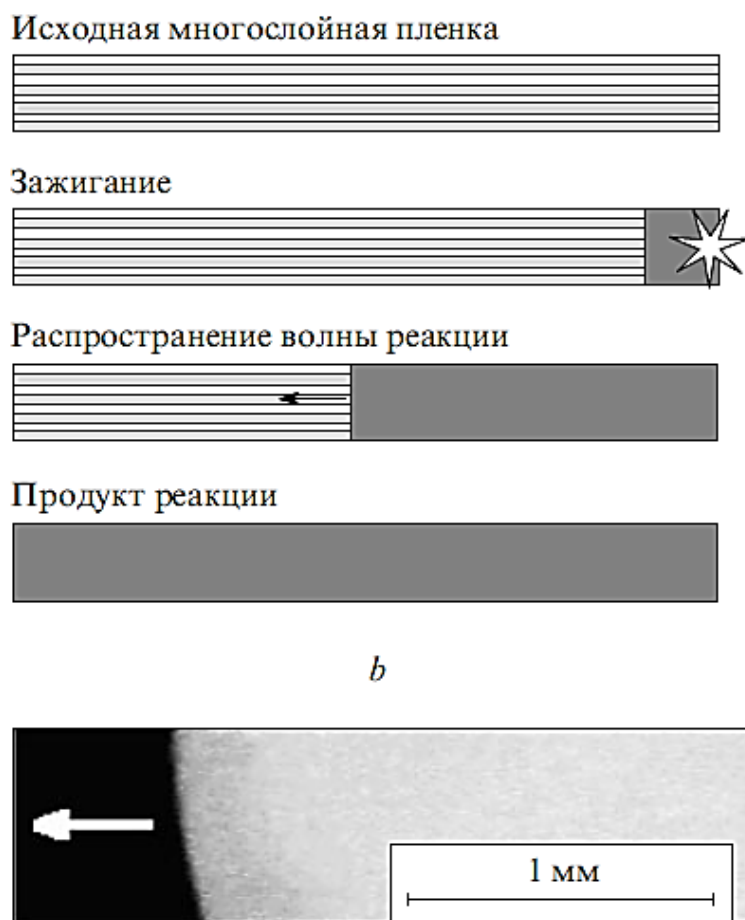 Исходная многослойная пленка
Зажигание
Распространение волны реакции
Продукт реакции
b
1 мм